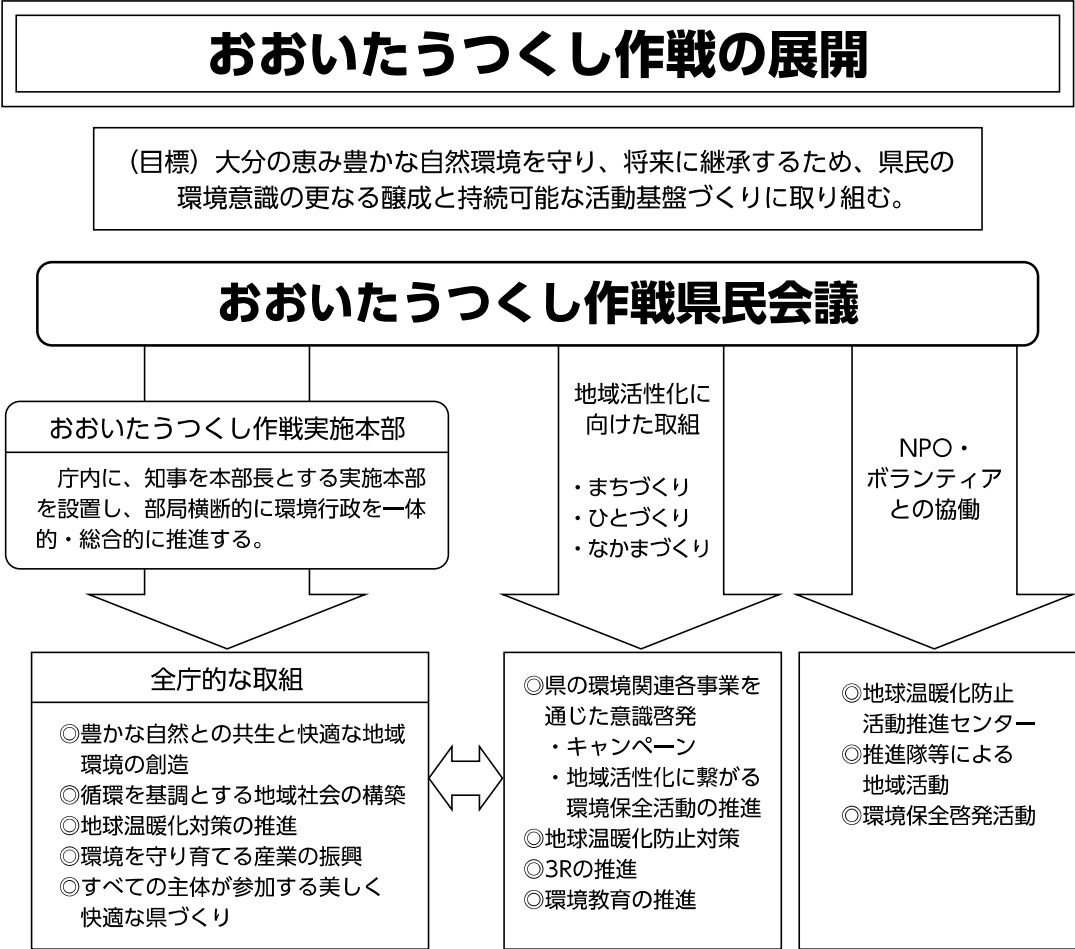 おおいたうつくし作戦の展開
（目標）大分の恵み豊かな自然環境を守り、将来に継承するため、県民の
環境意識の更なる醸成と持続可能な活動基盤づくりに取り組む。
おおいたうつくし作戦県民会議
おおいたうつくし作戦実施本部
庁内に、知事を本部長とする実施本部
を設置し、部局横断的に環境行政を一体
的・総合的に推進する。
地域活性化に
向けた取組
・まちづくり
・ひとづくり
・なかまづくり
NPO・
ボランティア
との協働
全庁的な取組
◎豊かな自然との共生と快適な地域
環境の創造
◎循環を基調とする地域社会の構築
◎地球温暖化対策の推進
◎環境を守り育てる産業の振興
◎すべての主体が参加する美しく
快適な県づくり
◎県の環境関連各事業を
通じた意識啓発
・キャンペーン
・地域活性化に繋がる
環境保全活動の推進
◎地球温暖化防止対策
◎3Rの推進
◎環境教育の推進
◎地球温暖化防止
活動推進センター
◎推進隊等による
地域活動
◎環境保全啓発活動